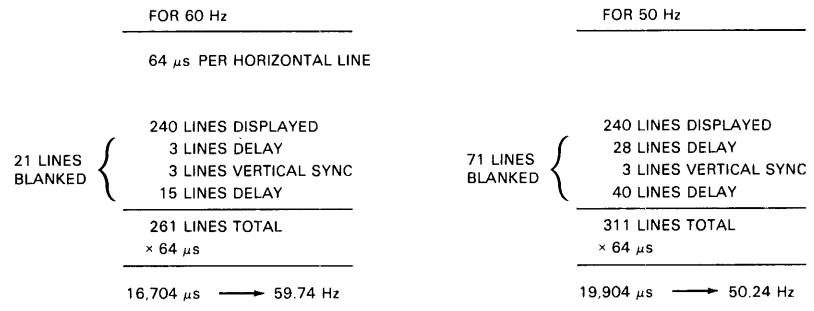 FOR 60 Hz
64 μs PER HORIZONTAL LINE
21 LINES
BLANKED
240 LINES DISPLAYED
3 LINES DELAY
3 LINES VERTICAL SYNC
15 LINES DELAY
261 LINES TOTAL
× 64 μs
16,704 μs → 59.74 Hz
FOR 50 Hz
71 LINES
BLANKED
240 LINES DISPLAYED
28 LINES DELAY
3 LINES VERTICAL SYNC
40 LINES DELAY
311 LINES TOTAL
× 64 μs
19,904 μs → 50.24 Hz